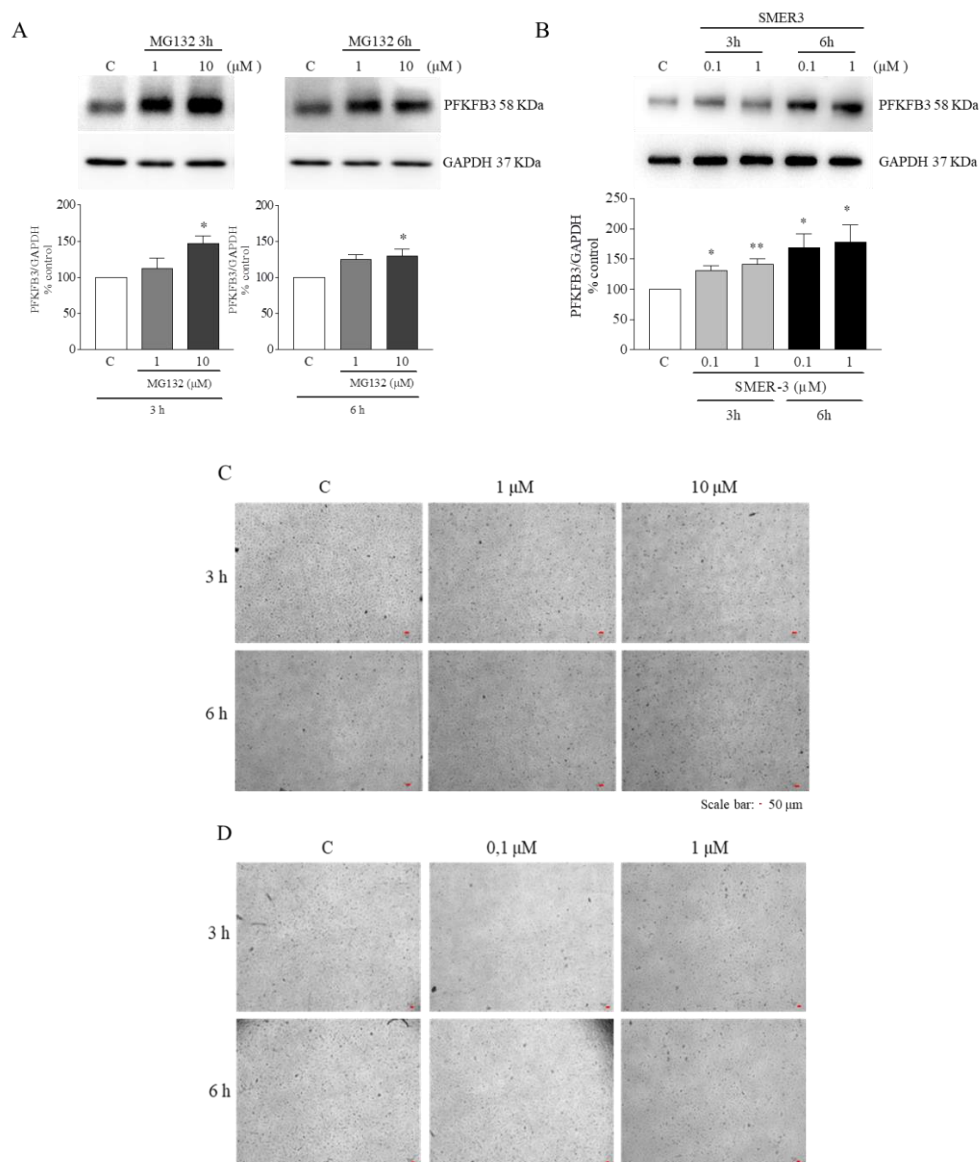 A
MG132 3h
C 1 10 (μM )
MG132 6h
C 1 10 (μM )
PFKFB3 58 KDa
GAPDH 37 KDa
PFKFB3/GAPDH
% control
200
150
100
50
0
*
C 1 10
MG132 (μM)
3 h
PFKFB3/GAPDH
% control
200
150
100
50
0
*
C 1 10
MG132 (μM)
6 h
B
SMER3
3h 6h
C 0.1 1 0.1 1 (μM )
PFKFB3 58 KDa
GAPDH 37 KDa
PFKFB3/GAPDH
% control
200
150
100
50
0
* ** * *
C 0.1 1 0.1 1
SMER-3 (μM)
3h 6h
C
C 1 μM 10 μM
3 h
6 h
Scale bar: - 50 μm
D
C 0,1 μM 1 μM
3 h
6 h